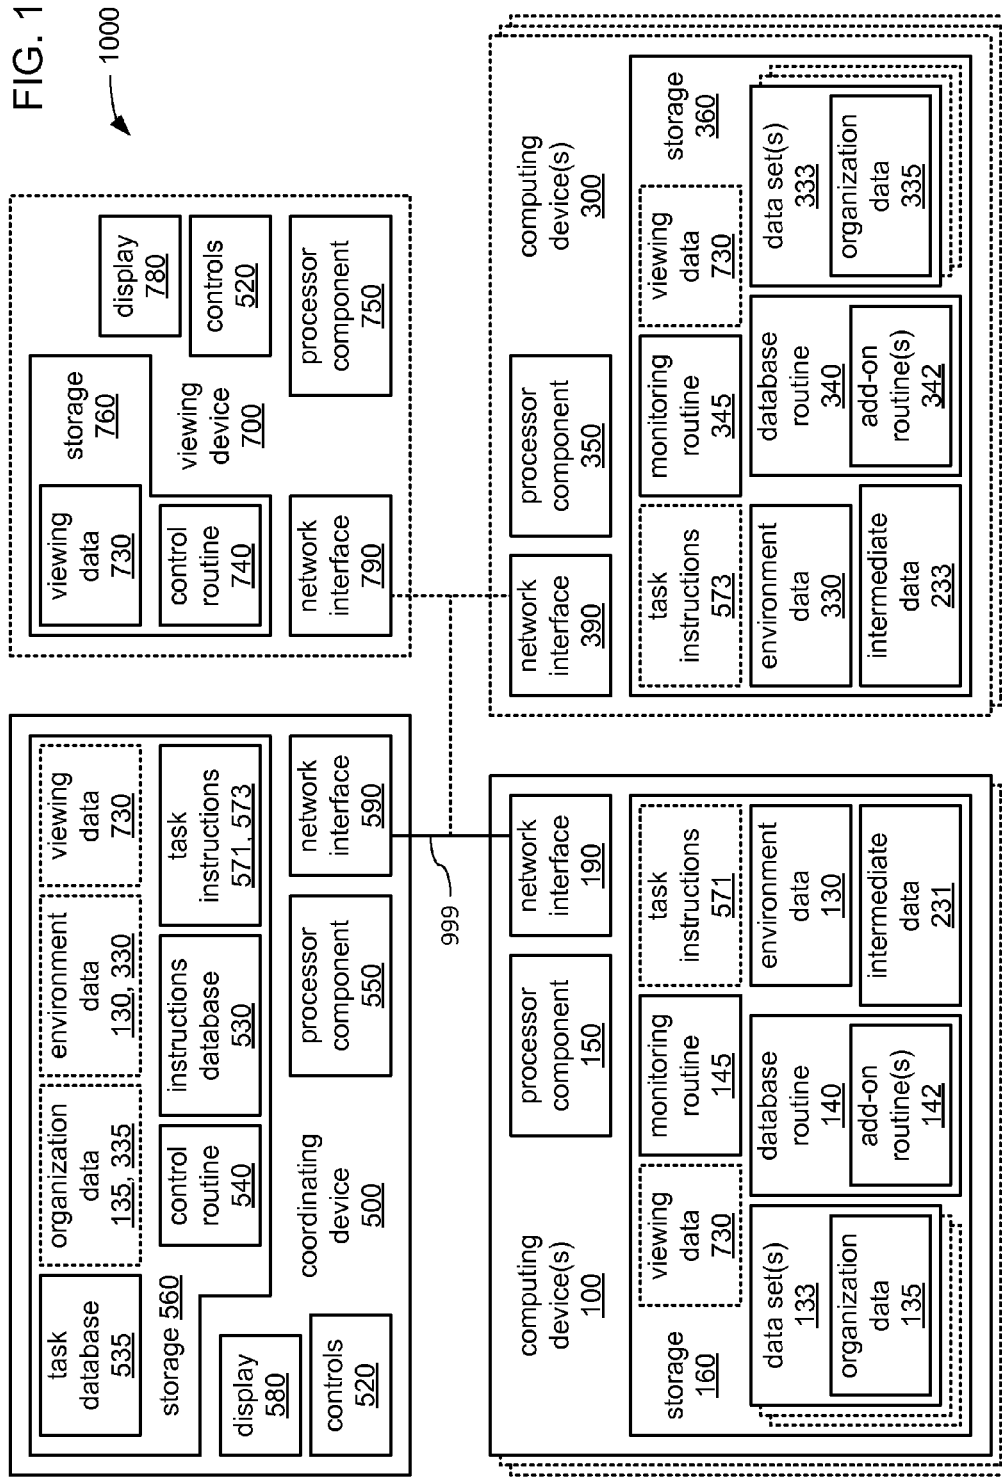 FIG. 1
1000
task
database
535
organization
data
135, 335
environment
data
130, 330
viewing
data
730
storage 560
control
routine
540
instructions
database
530
task
instructions
571, 573
display
580
controls
520
coordinating
device
500
processor
component
550
network
interface
590
viewing
data
730
storage
760
control
routine
740
viewing
device
700
display
780
controls
520
network
interface
790
processor
component
750
999
computing
device(s)
100
processor
component
150
network
interface
190
storage
160
viewing
data
730
monitoring
routine
145
task
instructions
571
data set(s)
133
organization
data
135
database
routine
140
add-on
routine(s)
142
environment
data
130
intermediate
data
231
network
interface
390
processor
component
350
computing
device(s)
300
task
instructions
573
monitoring
routine
345
viewing
data
730
storage
360
environment
data
330
intermediate
data
233
database
routine
340
add-on
routine(s)
342
data set(s)
333
organization
data
335